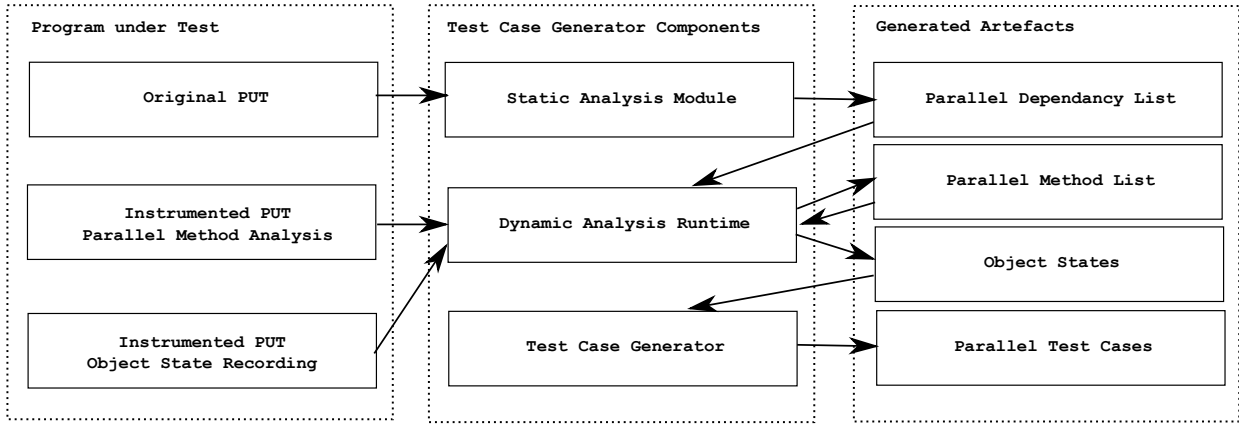 Program under Test
Original PUT
Instrumented PUT
Parallel Method Analysis
Instrumented PUT
Object State Recording
Test Case Generator Components
Static Analysis Module
Dynamic Analysis Runtime
Test Case Generator
Generated Artefacts
Parallel Dependancy List
Parallel Method List
Object States
Parallel Test Cases